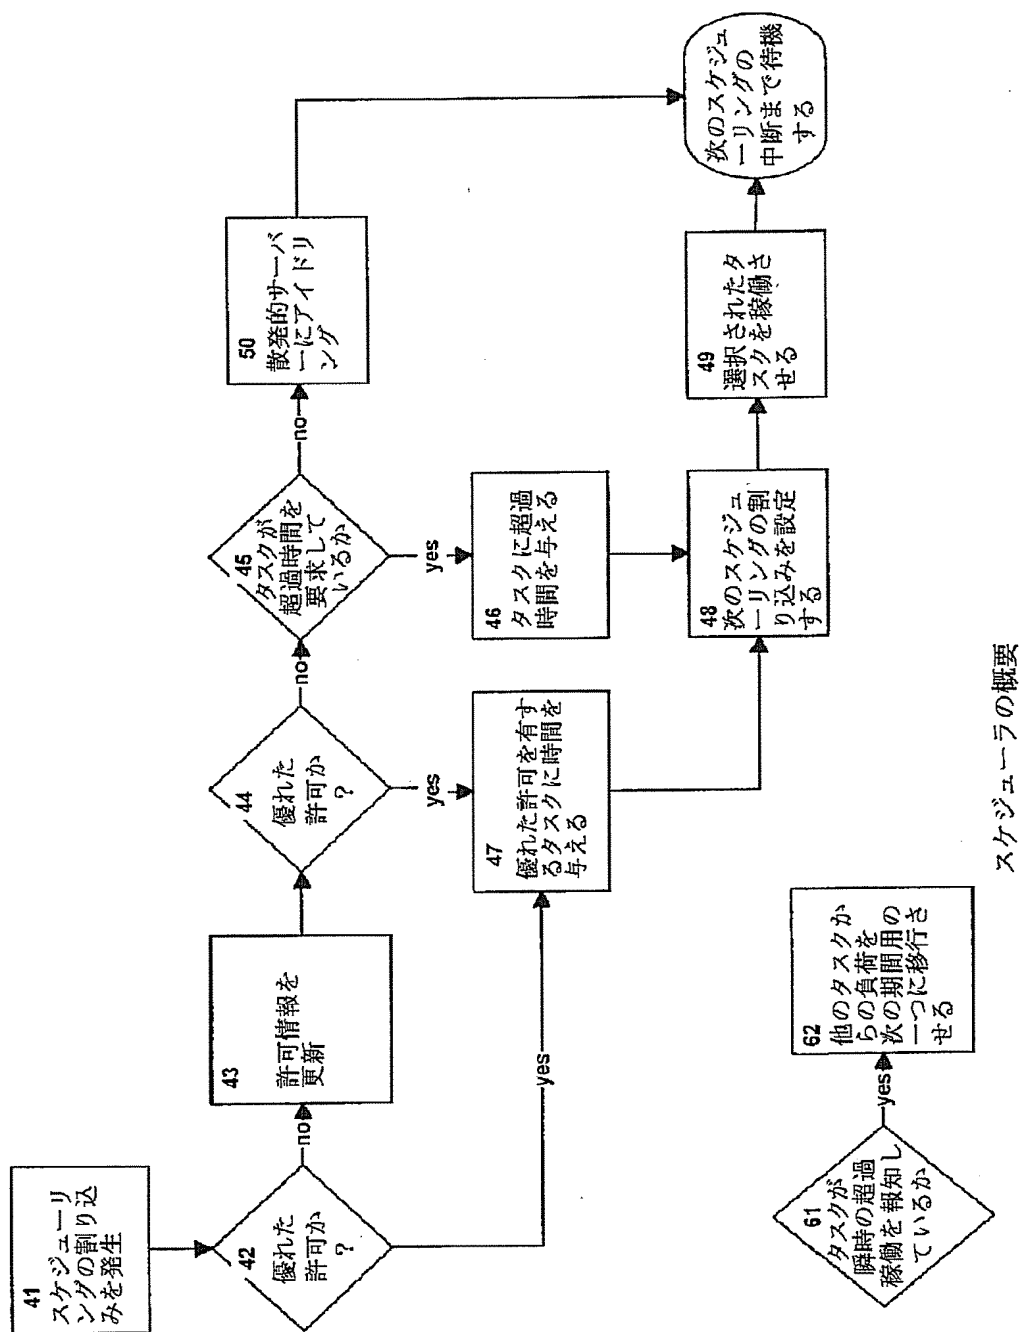 41
スケジューリ
ングの割り込
みを発生
42
優れた
許可か
?
no
yes
43
許可情報を
更新
44
優れた
許可か
?
no
yes
45
タスクが
超過時間を
要求して
いるか
no
yes
50
散発的サーバ
ーにアイドリ
ング
46
タスクに超過
時間を与える
47
優れた許可を有す
るタスクに時間を
与える
48
次のスケジュ
ーリングの割
り込みを設定
する
49
選択されたタ
スクを稼働さ
せる
次のスケジュ
ーリングの
中断まで待機
する
61
タスクが
瞬時の超過
稼働を報知し
ているか
yes
62
他のタスクか
らの負荷を
次の期間用の
一つに移行さ
せる
スケジューラの概要